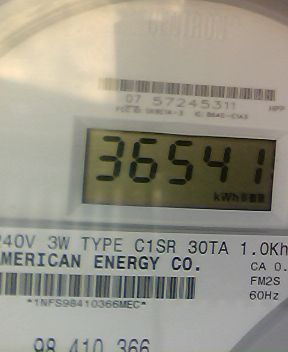 07 57245311
36541
kWh
240V 3W TYPE C1SR 30TA 1.0Kh
AMERICAN ENERGY CO.
CA 0.
FM2S
60Hz
*1NFS98410366MEC*
98 410 366